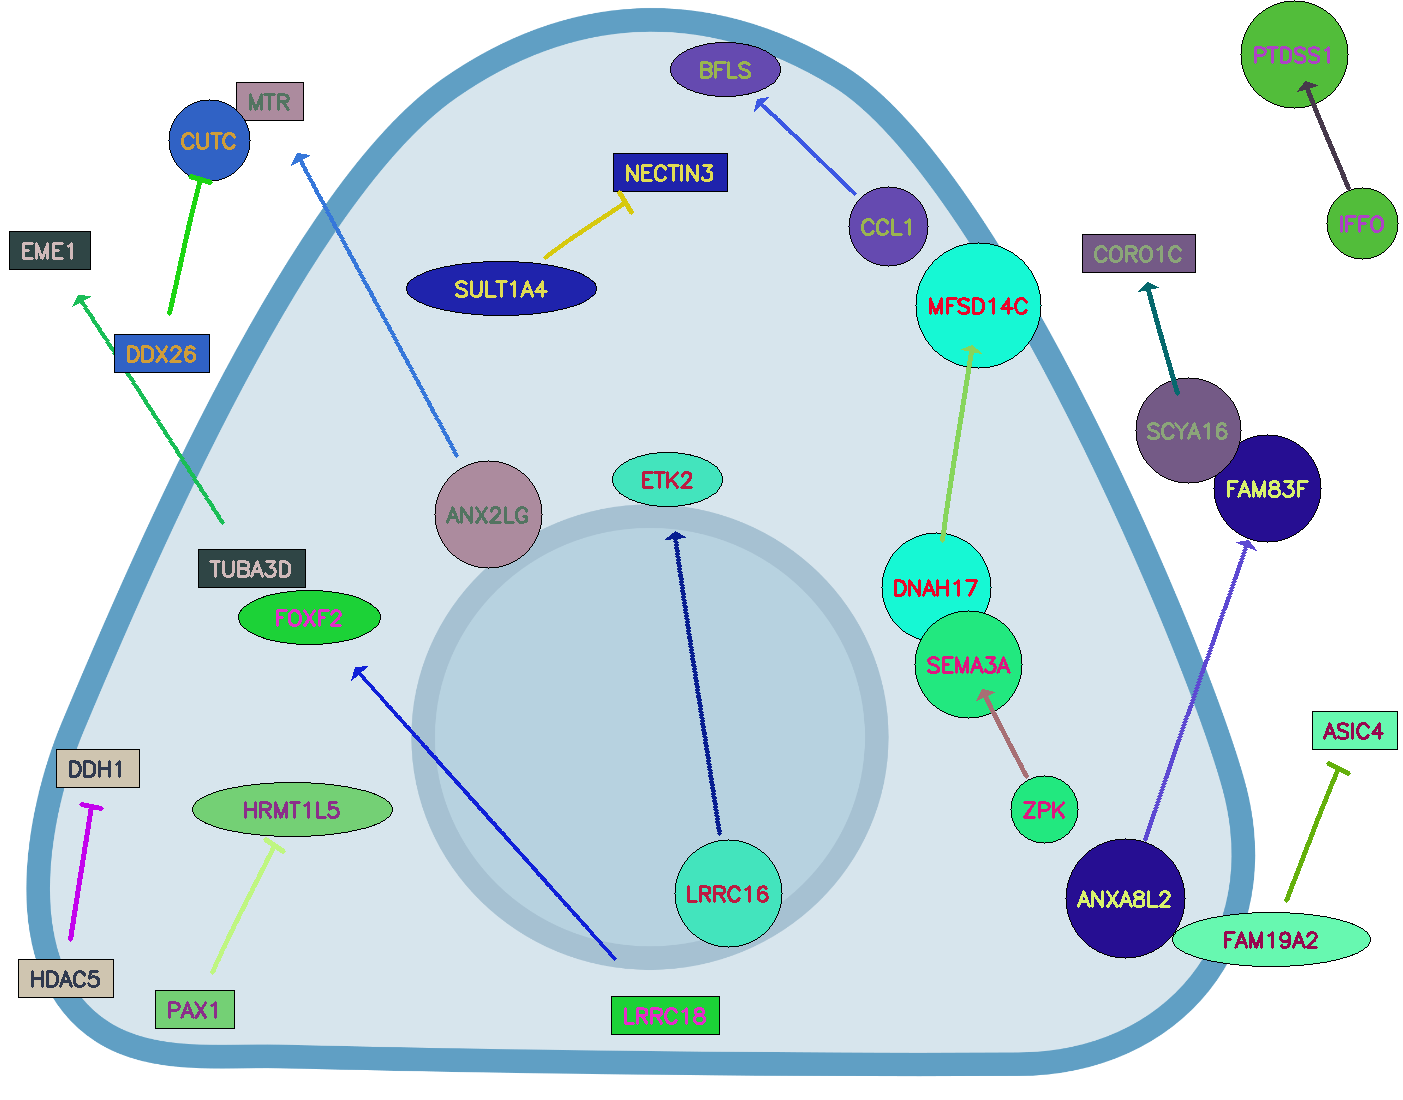 PTDSS1
BFLS
MTR
CUTC
NECTIN3
IFFO
CCL1
EME1
CORO1C
SULT1A4
MFSD14C
DDX26
SCYA16
ETK2
FAM83F
ANX2LG
TUBA3D
DNAH17
FOXF2
SEMA3A
ASIC4
DDH1
HRMT1L5
ZPK
LRRC16
ANXA8L2
FAM19A2
HDAC5
PAX1
LRRC18